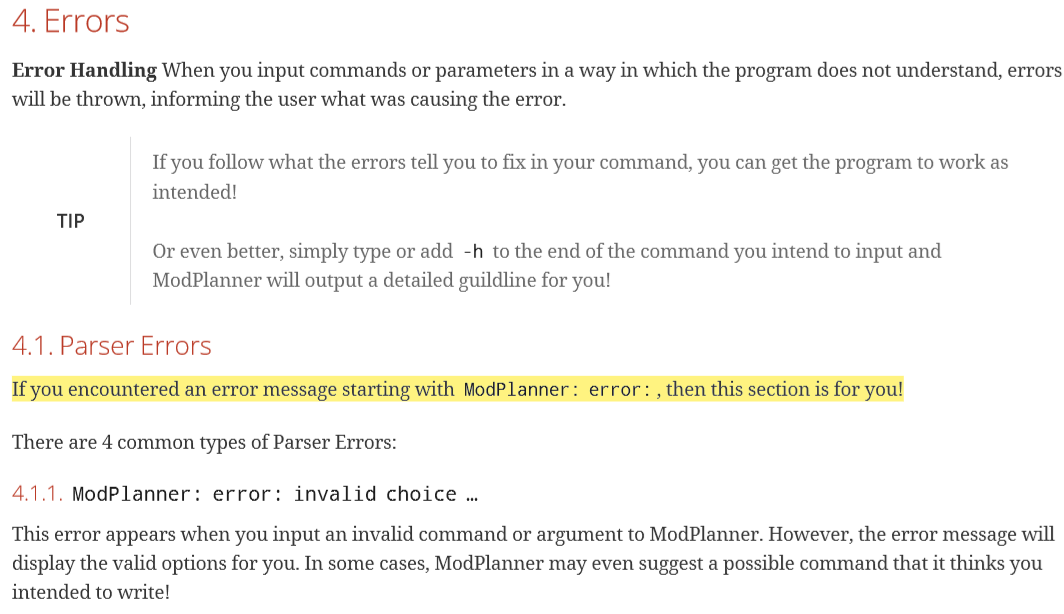 4. Errors
Error Handling When you input commands or parameters in a way in which the program does not understand, errors
will be thrown, informing the user what was causing the error.
If you follow what the errors tell you to fix in your command, you can get the program to work as
intended!
TIP
Or even better, simply type or add -h to the end of the command you intend to input and
ModPlanner will output a detailed guildline for you!
4.1. Parser Errors
If you encountered an error message starting with ModPlanner: error:, then this section is for you!
There are 4 common types of Parser Errors:
4.1.1. ModPlanner: error: invalid choice …
This error appears when you input an invalid command or argument to ModPlanner. However, the error message will
display the valid options for you. In some cases, ModPlanner may even suggest a possible command that it thinks you
intended to write!